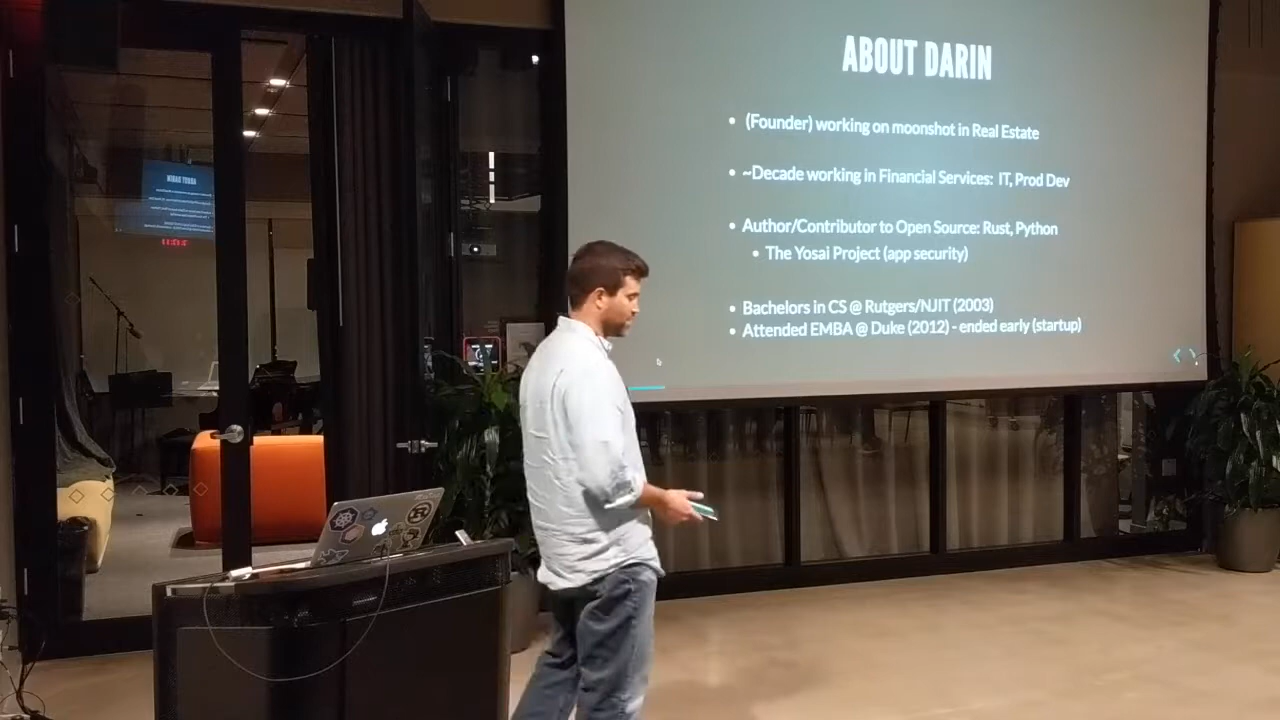 ABOUT DARIN
(Founder) working on moonshot in Real Estate
~Decade working in Financial Services: IT, Prod Dev
Author/Contributor to Open Source: Rust, Python
The Yosai Project (app security)
Bachelors in CS @ Rutgers/NJIT (2003)
Attended EMBA @ Duke (2012) - ended early (startup)